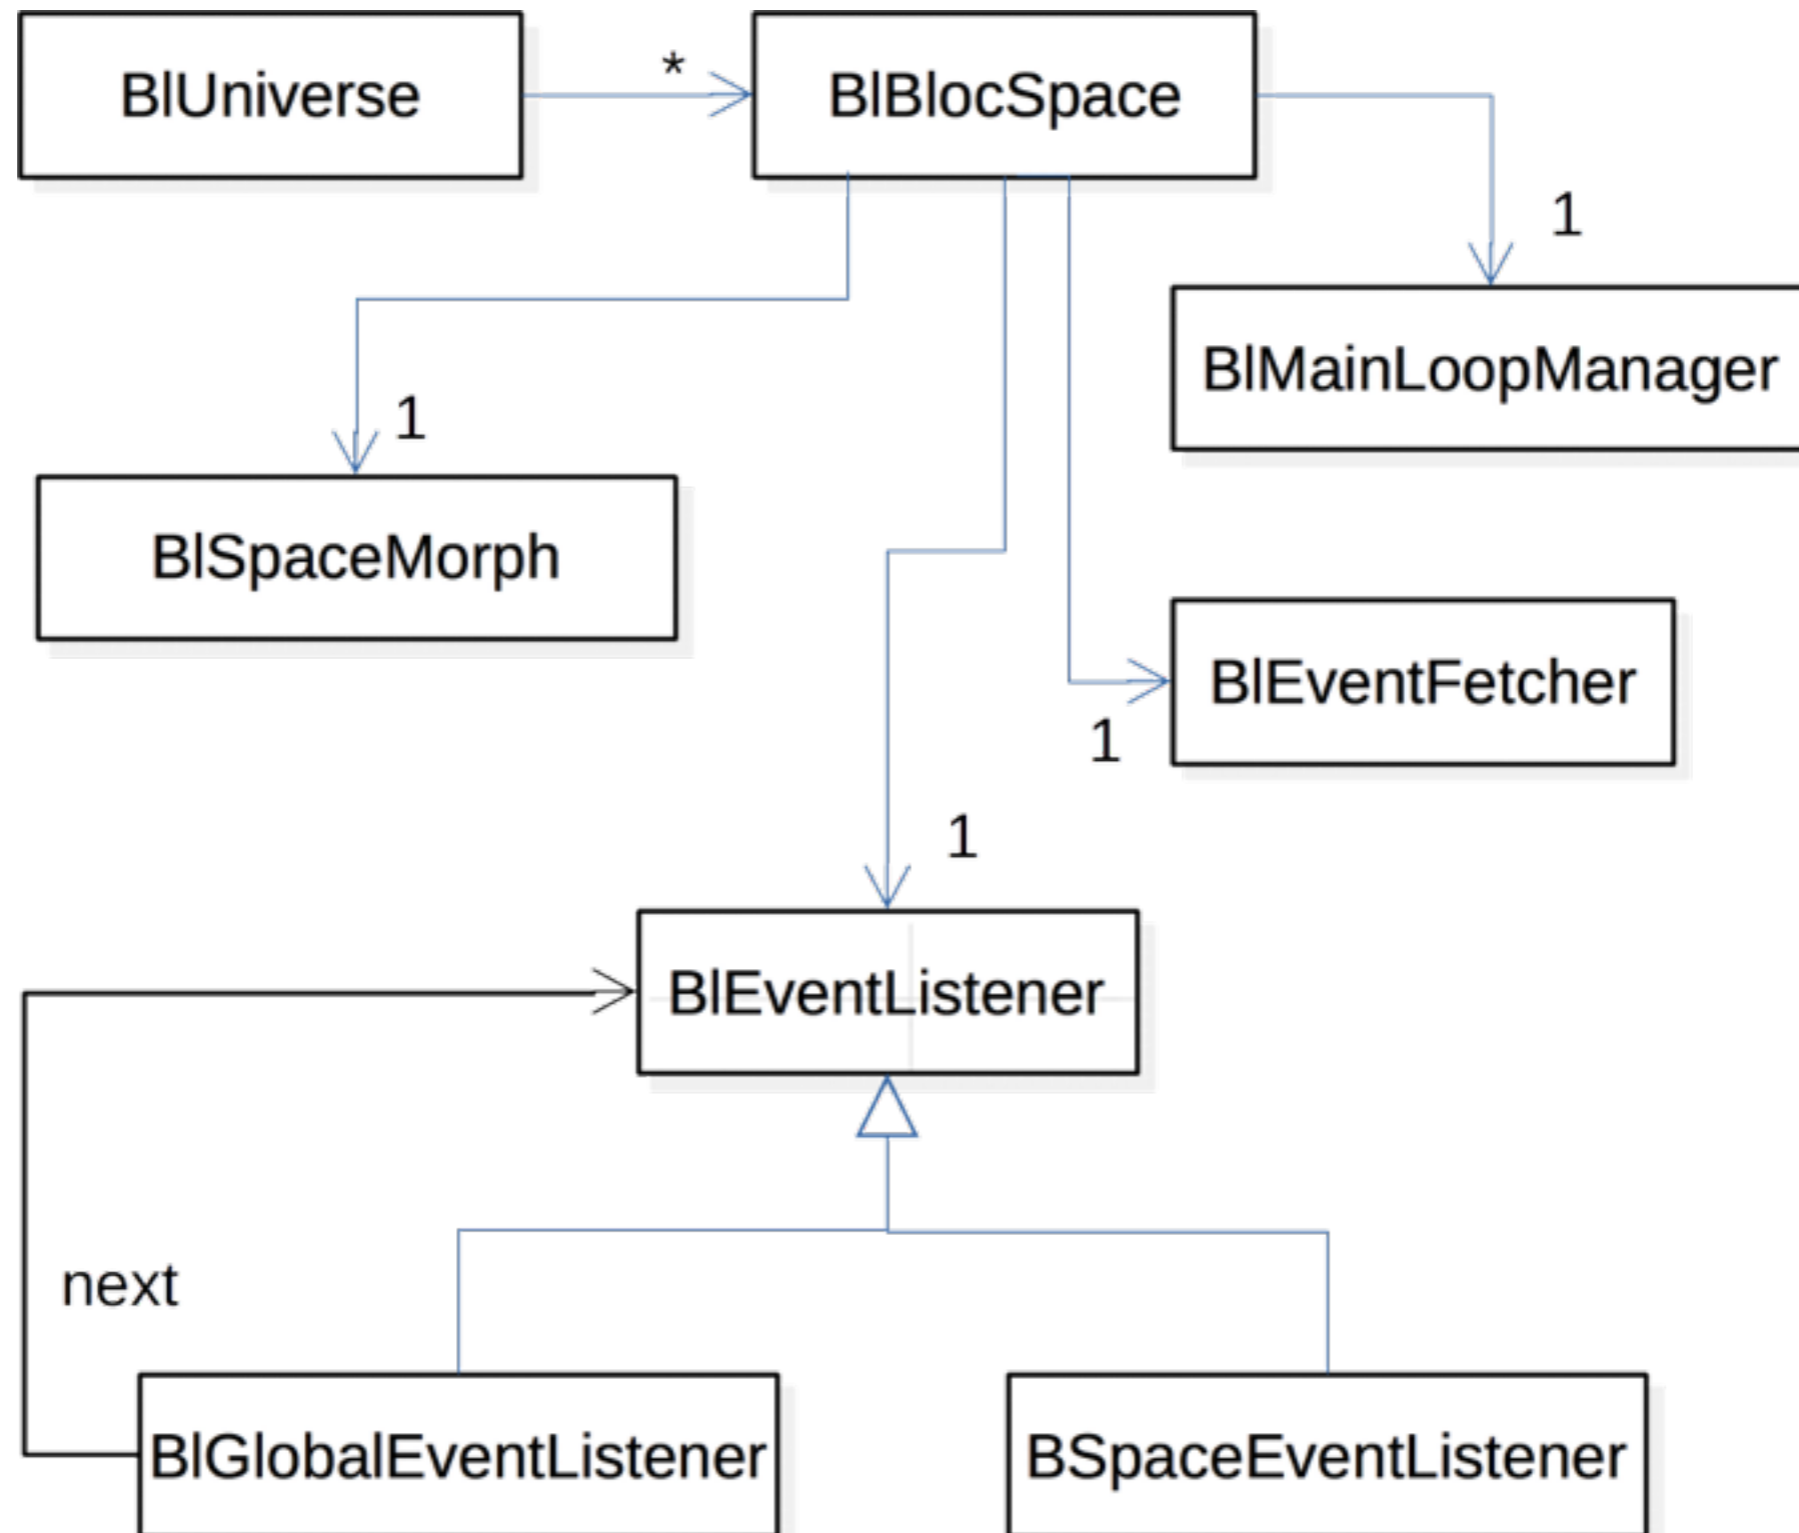 BlUniverse
*
BlBlocSpace
1
BlMainLoopManager
1
BlSpaceMorph
BlEventFetcher
1
1
BlEventListener
next
BlGlobalEventListener
BSpaceEventListener